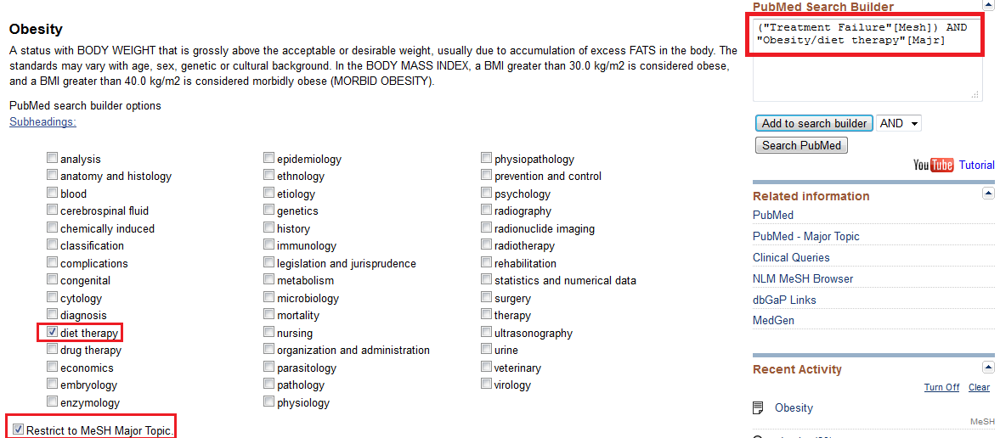 Obesity
A status with BODY WEIGHT that is grossly above the acceptable or desirable weight, usually due to accumulation of excess FATS in the body. The
standards may vary with age, sex, genetic or cultural background. In the BODY MASS INDEX, a BMI greater than 30.0 kg/m2 is considered obese,
and a BMI greater than 40.0 kg/m2 is considered morbidly obese (MORBID OBESITY).
PubMed search builder options
Subheadings:
analysis
anatomy and histology
blood
cerebrospinal fluid
chemically induced
classification
complications
congenital
cytology
diagnosis
diet therapy
drug therapy
economics
embryology
enzymology
epidemiology
ethnology
etiology
genetics
history
immunology
legislation and jurisprudence
metabolism
microbiology
mortality
nursing
organization and administration
parasitology
pathology
physiology
physiopathology
prevention and control
psychology
radiography
radionuclide imaging
radiotherapy
rehabilitation
statistics and numerical data
surgery
therapy
ultrasonography
urine
veterinary
virology
Restrict to MeSH Major Topic.
PubMed Search Builder
("Treatment Failure"[Mesh]) AND
"Obesity/diet therapy"[Majr]
Add to search builder AND
Search PubMed
YouTube Tutorial
Related information
PubMed
PubMed - Major Topic
Clinical Queries
NLM MeSH Browser
dbGaP Links
MedGen
Recent Activity
Turn Off Clear
Obesity
MeSH